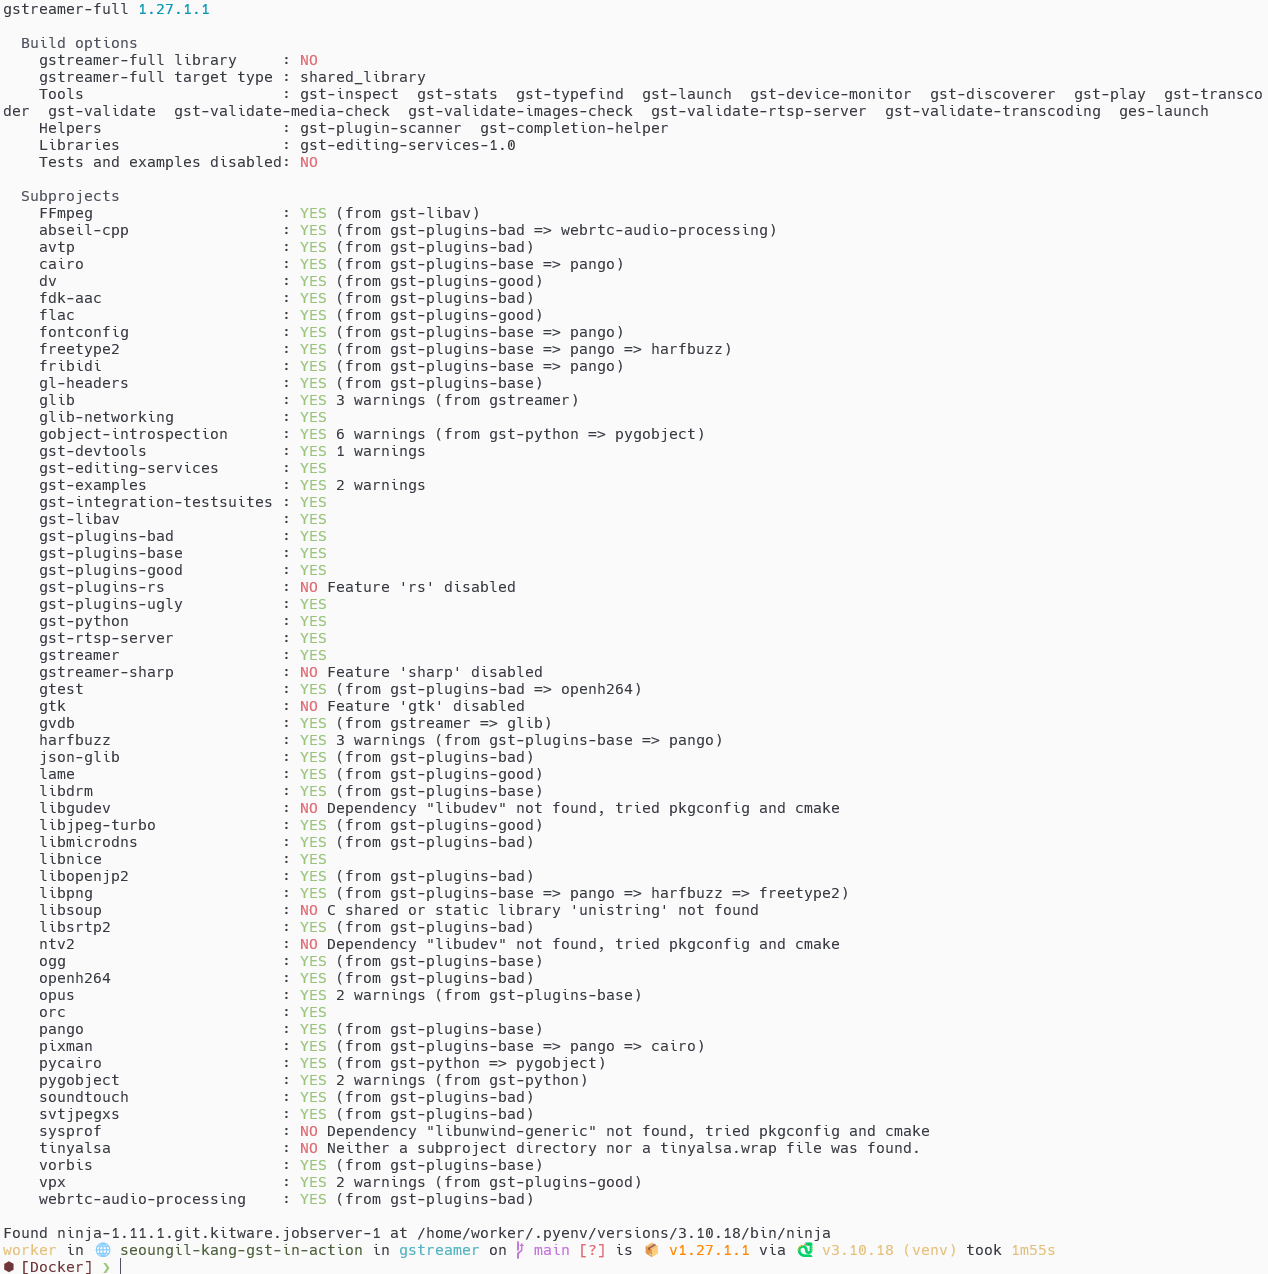 gstreamer-full 1.27.1.1
Build options
gstreamer-full library : NO
gstreamer-full target type : shared_library
Tools : gst-inspect gst-stats gst-typefind gst-launch gst-device-monitor gst-discoverer gst-play gst-transco
der gst-validate gst-validate-media-check gst-validate-images-check gst-validate-rtsp-server gst-validate-transcoding ges-launch
Helpers : gst-plugin-scanner gst-completion-helper
Libraries : gst-editing-services-1.0
Tests and examples disabled: NO
Subprojects
FFmpeg : YES (from gst-libav)
abseil-cpp : YES (from gst-plugins-bad => webrtc-audio-processing)
avtp : YES (from gst-plugins-bad)
cairo : YES (from gst-plugins-base => pango)
dv : YES (from gst-plugins-good)
fdk-aac : YES (from gst-plugins-bad)
flac : YES (from gst-plugins-good)
fontconfig : YES (from gst-plugins-base => pango)
freetype2 : YES (from gst-plugins-base => pango => harfbuzz)
fribidi : YES (from gst-plugins-base => pango)
gl-headers : YES (from gst-plugins-base)
glib : YES 3 warnings (from gstreamer)
glib-networking : YES
gobject-introspection : YES 6 warnings (from gst-python => pygobject)
gst-devtools : YES 1 warnings
gst-editing-services : YES
gst-examples : YES 2 warnings
gst-integration-testsuites : YES
gst-libav : YES
gst-plugins-bad : YES
gst-plugins-base : YES
gst-plugins-good : YES
gst-plugins-rs : NO Feature 'rs' disabled
gst-plugins-ugly : YES
gst-python : YES
gst-rtsp-server : YES
gstreamer : YES
gstreamer-sharp : NO Feature 'sharp' disabled
gtest : YES (from gst-plugins-bad => openh264)
gtk : NO Feature 'gtk' disabled
gvdb : YES (from gstreamer => glib)
harfbuzz : YES 3 warnings (from gst-plugins-base => pango)
json-glib : YES (from gst-plugins-bad)
lame : YES (from gst-plugins-good)
libdrm : YES (from gst-plugins-base)
libgudev : NO Dependency "libudev" not found, tried pkgconfig and cmake
libjpeg-turbo : YES (from gst-plugins-good)
libmicrodns : YES (from gst-plugins-bad)
libnice : YES
libopenjp2 : YES (from gst-plugins-bad)
libpng : YES (from gst-plugins-base => pango => harfbuzz => freetype2)
libsoup : NO C shared or static library 'unistring' not found
libsrtp2 : YES (from gst-plugins-bad)
ntv2 : NO Dependency "libudev" not found, tried pkgconfig and cmake
ogg : YES (from gst-plugins-base)
openh264 : YES (from gst-plugins-bad)
opus : YES 2 warnings (from gst-plugins-base)
orc : YES
pango : YES (from gst-plugins-base)
pixman : YES (from gst-plugins-base => pango => cairo)
pycairo : YES (from gst-python => pygobject)
pygobject : YES 2 warnings (from gst-python)
soundtouch : YES (from gst-plugins-bad)
svtjpegxs : YES (from gst-plugins-bad)
sysprof : NO Dependency "libunwind-generic" not found, tried pkgconfig and cmake
tinyalsa : NO Neither a subproject directory nor a tinyalsa.wrap file was found.
vorbis : YES (from gst-plugins-base)
vpx : YES 2 warnings (from gst-plugins-good)
webrtc-audio-processing : YES (from gst-plugins-bad)
Found ninja-1.11.1.git.kitware.jobserver-1 at /home/worker/.pyenv/versions/3.10.18/bin/ninja
worker in 🌐 seoungil-kang-gst-in-action in gstreamer on main [?] is 📦 v1.27.1.1 via v3.10.18 (venv) took 1m55s
⬢ [Docker] ❯